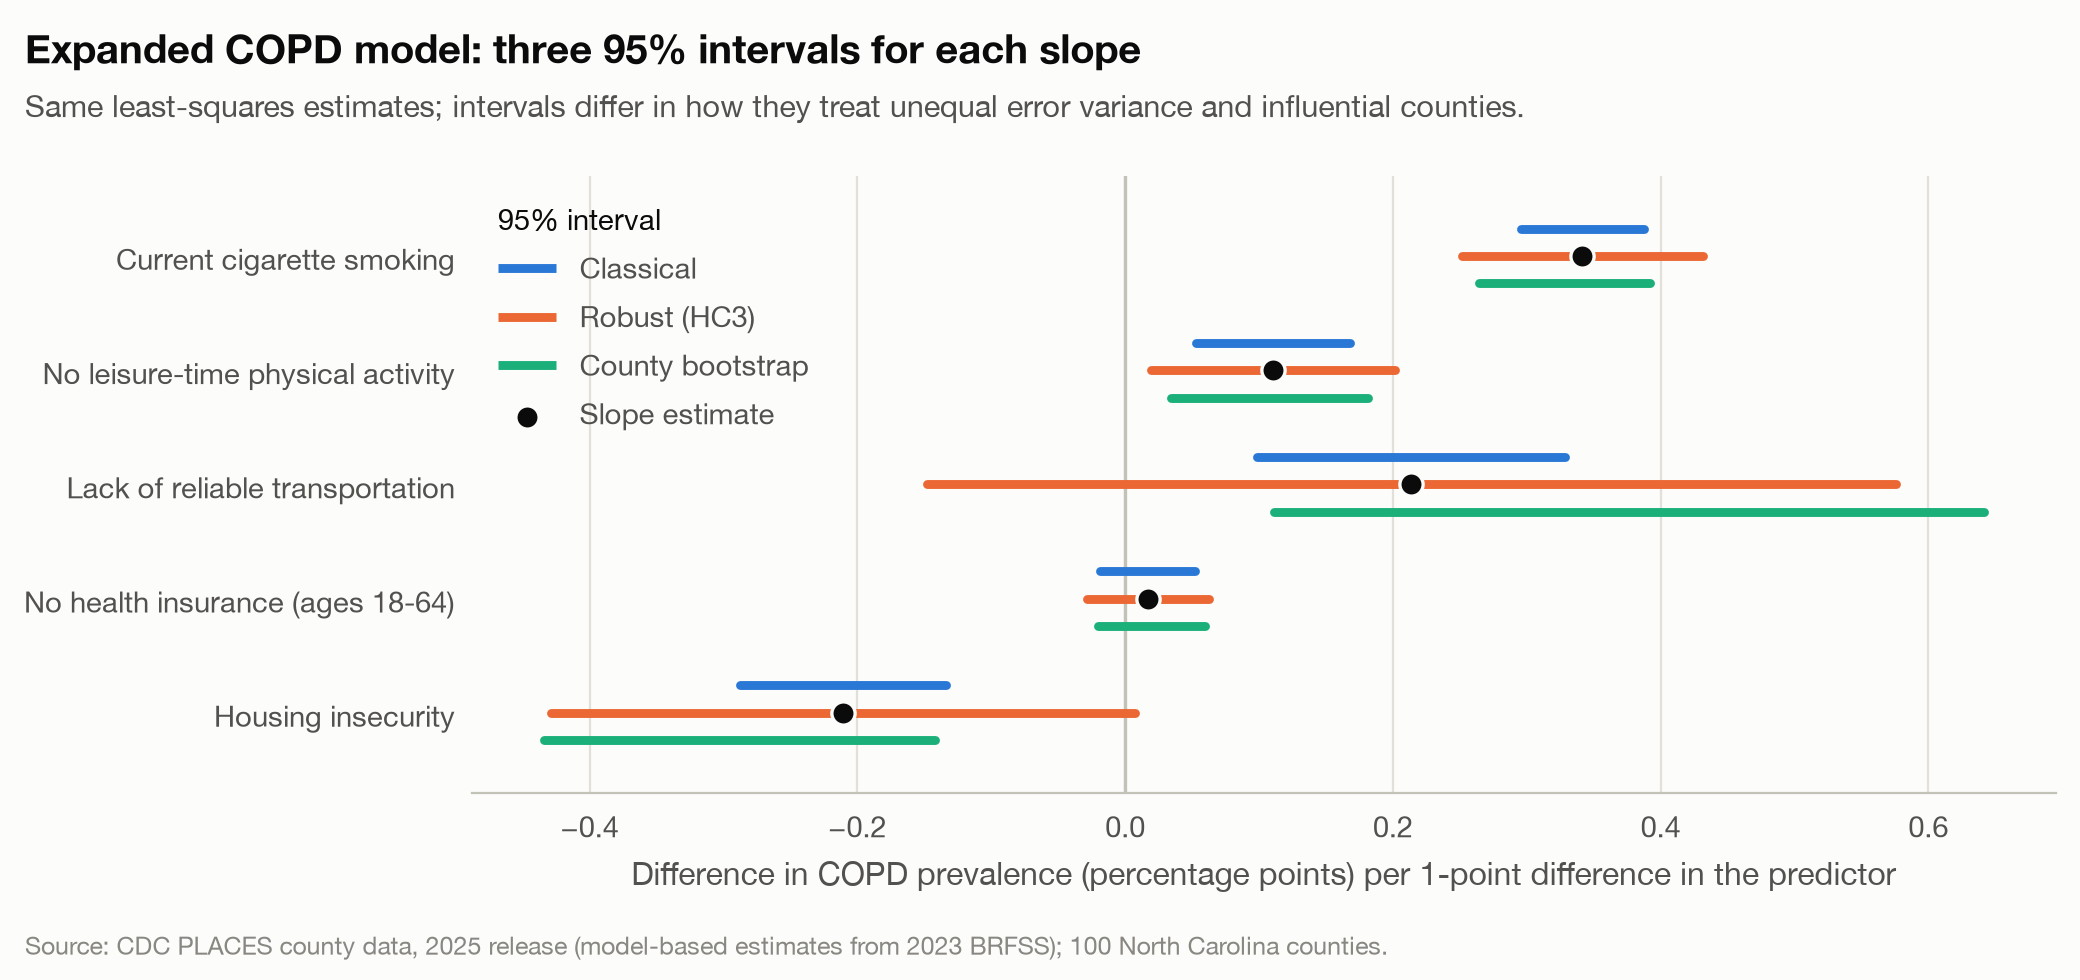 Expanded COPD model: three 95% intervals for each slope
Same least-squares estimates; intervals differ in how they treat unequal error variance and influential counties.
95% interval
Classical
Robust (HC3)
County bootstrap
Slope estimate
Current cigarette smoking
No leisure-time physical activity
Lack of reliable transportation
No health insurance (ages 18-64)
Housing insecurity
−0.4 −0.2 0.0 0.2 0.4 0.6
Difference in COPD prevalence (percentage points) per 1-point difference in the predictor
Source: CDC PLACES county data, 2025 release (model-based estimates from 2023 BRFSS); 100 North Carolina counties.